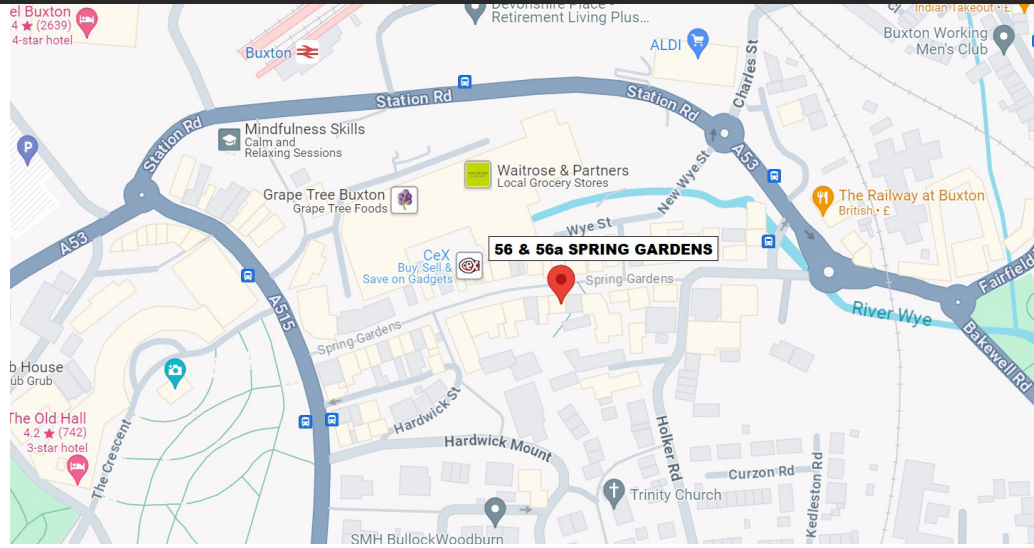 el Buxton
4 ★ (2639)
4-star hotel
Devonshire Place -
Retirement Living Plus...
Indian Takeout • £
Buxton Working
Men's Club
Buxton
ALDI
Charles St
Station Rd
Station Rd
Station Rd
P
Mindfulness Skills
Calm and
Relaxing Sessions
A53
Waitrose & Partners
Local Grocery Stores
New Wye St
Grape Tree Buxton
Grape Tree Foods
The Railway at Buxton
British • £
Wye St
A53
CeX
Buy, Sell &
Save on Gadgets
56 & 56a SPRING GARDENS
Spring Gardens
Fairfield
A515
River Wye
Spring Gardens
Bakewell Rd
b House
ub Grub
The Old Hall
4.2 ★ (742)
3-star hotel
Hardwick St
The Crescent
Hardwick Mount
Holker Rd
Curzon Rd
Kedleston Rd
Trinity Church
SMH BullockWoodburn